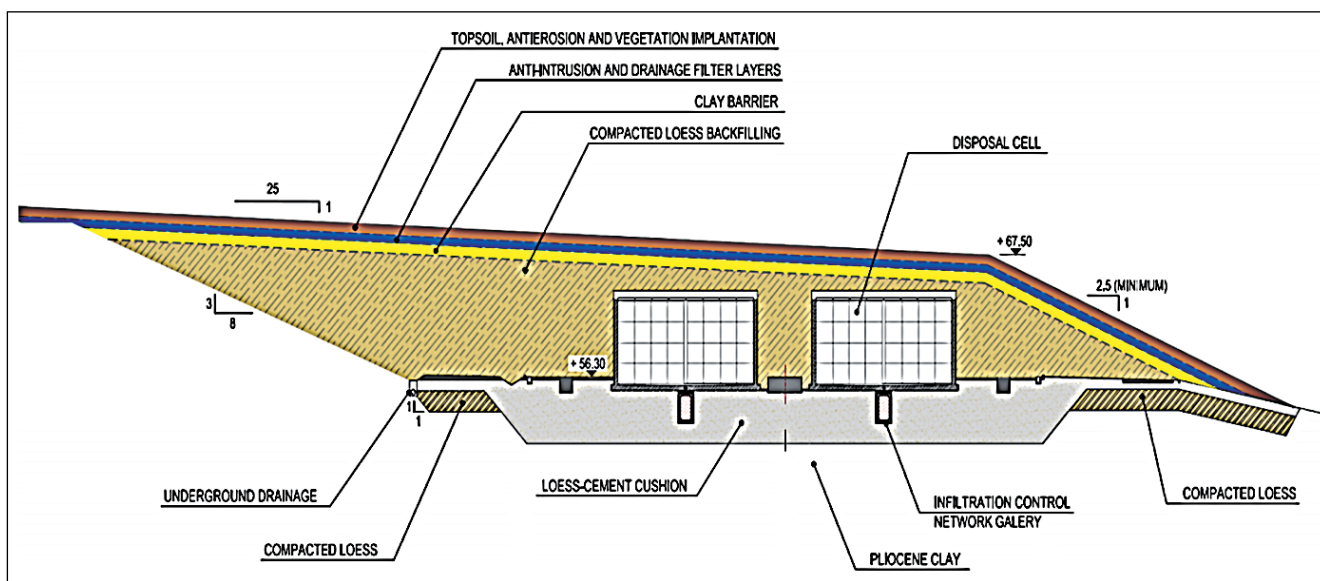 TOPSOIL, ANTIEROSION AND VEGETATION IMPLANTATION
ANTI-INTRUSION AND DRAINAGE FILTER LAYERS
CLAY BARRIER
COMPACTED LOESS BACKFILLING
DISPOSAL CELL
25
1
+ 67.50
2,5 (MINIMUM)
1
3
8
+ 56.30
1
1
UNDERGROUND DRAINAGE
LOESS-CEMENT CUSHION
INFILTRATION CONTROL
NETWORK GALERY
COMPACTED LOESS
COMPACTED LOESS
PLIOCENE CLAY